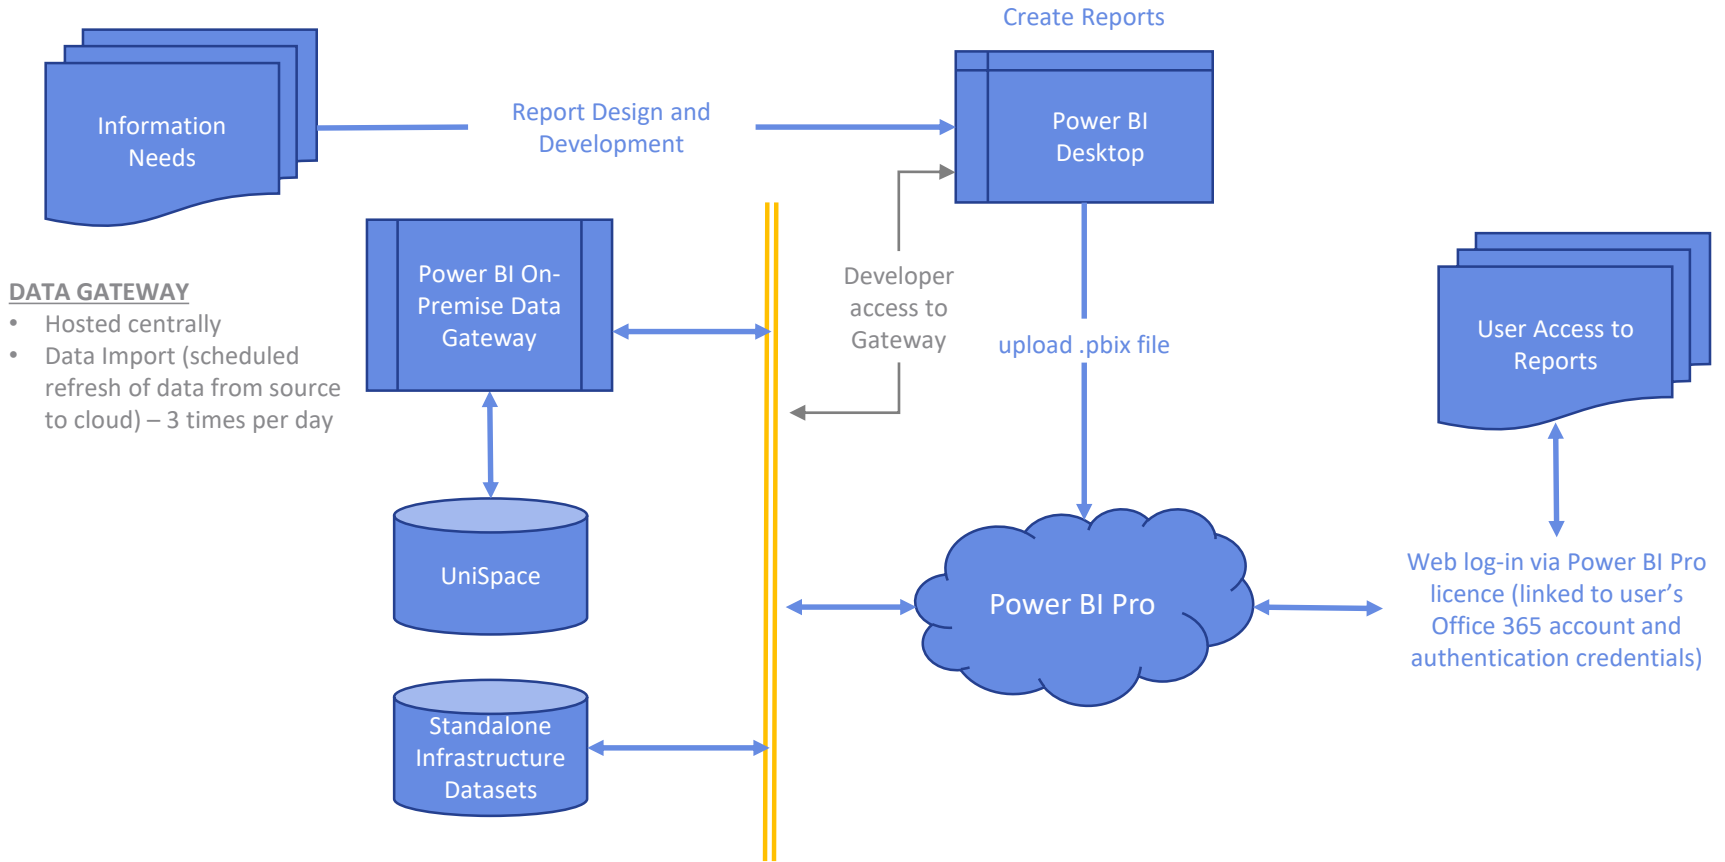 Create Reports
Information
Needs
Report Design and
Development
Power BI
Desktop
DATA GATEWAY
• Hosted centrally
• Data Import (scheduled
refresh of data from source
to cloud) – 3 times per day
Power BI On-
Premise Data
Gateway
Developer
access to
Gateway
upload .pbix file
User Access to
Reports
UniSpace
Power BI Pro
Web log-in via Power BI Pro
licence (linked to user’s
Office 365 account and
authentication credentials)
Standalone
Infrastructure
Datasets